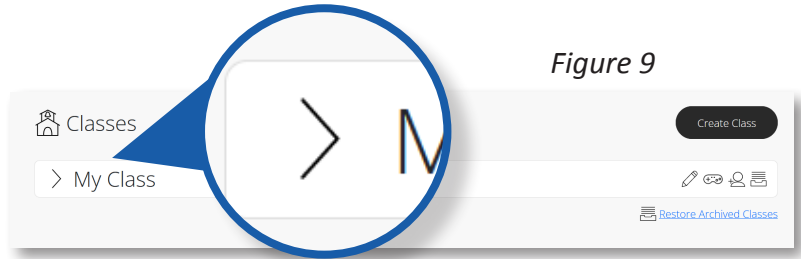 Figure 9
Classes
Create Class
My Class
M
Restore Archived Classes